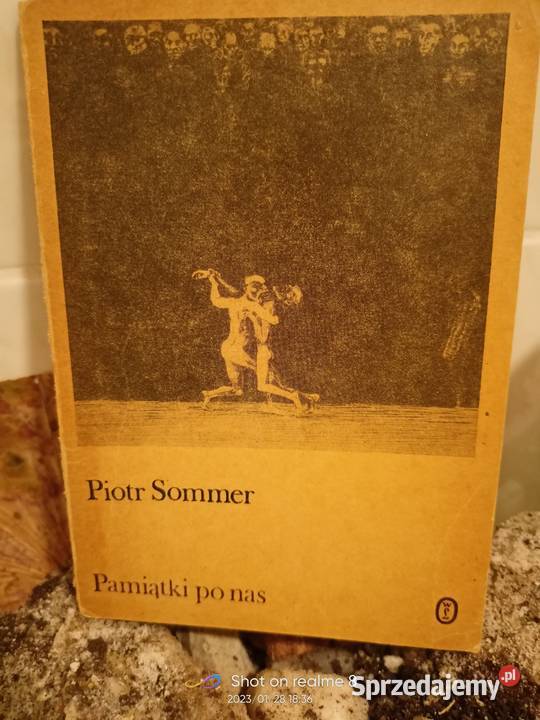 Piotr Sommer
Pamiątki po nas
Shot on realme 8
2023/01/28 18:36
Sprzedajemy.pl